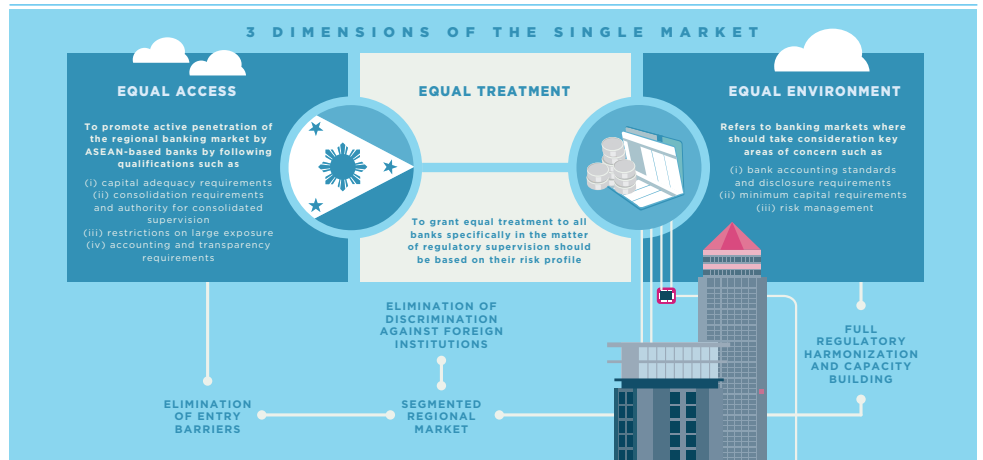 3 DIMENSIONS OF THE SINGLE MARKET
EQUAL ACCESS
To promote active penetration of
the regional banking market by
ASEAN-based banks by following
qualifications such as
(i) capital adequacy requirements
(ii) consolidation requirements
and authority for consolidated
supervision
(iii) restrictions on large exposure
(iv) accounting and transparency
requirements
EQUAL TREATMENT
To grant equal treatment to all
banks specifically in the matter
of regulatory supervision should
be based on their risk profile
EQUAL ENVIRONMENT
Refers to banking markets where
should take consideration key
areas of concern such as
(i) bank accounting standards
and disclosure requirements
(ii) minimum capital requirements
(iii) risk management
ELIMINATION OF
DISCRIMINATION
AGAINST FOREIGN
INSTITUTIONS
FULL
REGULATORY
HARMONIZATION
AND CAPACITY
BUILDING
ELIMINATION
OF ENTRY
BARRIERS
SEGMENTED
REGIONAL
MARKET